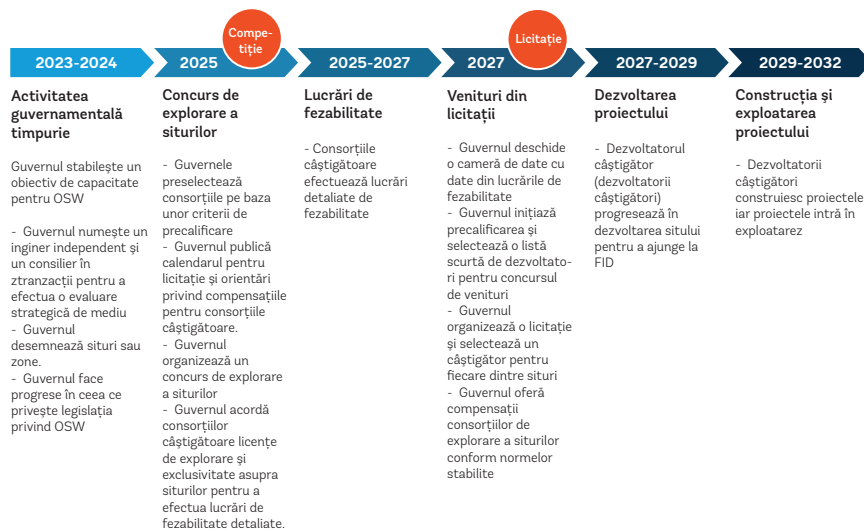 Compe-
tiție
Licitație
2023-2024
2025
2025-2027
2027
2027-2029
2029-2032
Activitatea
guvernamentală
timpurie
Guvernul stabilește un
obiectiv de capacitate
pentru OSW
- Guvernul numește un
inginer independent și
un consilier în
ztranzacții pentru a
efectua o evaluare
strategică de mediu
- Guvernul
desemnează situri sau
zone.
- Guvernul face
progrese în ceea ce
privește legislația
privind OSW
Concurs de
explorare a
siturilor
- Guvernele
preselectează
consorțiile pe baza
unor criterii de
precalificare
- Guvernul publică
calendarul pentru
licitație și orientări
privind compensațiile
pentru consorțiile
câștigătoare.
- Guvernul
organizează un
concurs de explorare
a siturilor
- Guvernul acordă
consorțiilor
câștigătoare licențe
de explorare și
exclusivitate asupra
siturilor pentru a
efectua lucrări de
fezabilitate detaliate.
Lucrări de
fezabilitate
- Consorțiile
câștigătoare
efectuează lucrări
detaliate de
fezabilitate
Venituri din
licitații
- Guvernul deschide
o cameră de date cu
date din lucrările de
fezabilitate
- Guvernul inițiază
precalificarea și
selectează o listă
scurtă de dezvoltato-
ri pentru concursul
de venituri
- Guvernul
organizează o licitație
și selectează un
câștigător pentru
fiecare dintre situri
- Guvernul oferă
compensații
consorțiilor de
explorare a siturilor
conform normelor
stabilite
Dezvoltarea
proiectului
- Dezvoltatorul
câștigător
(dezvoltatorii
câștigători)
progresează în
dezvoltarea sitului
pentru a ajunge la
FID
Construcția și
exploatarea
proiectului
- Dezvoltatorii
câștigători
construiesc proiectele
iar proiectele intră în
exploatarez